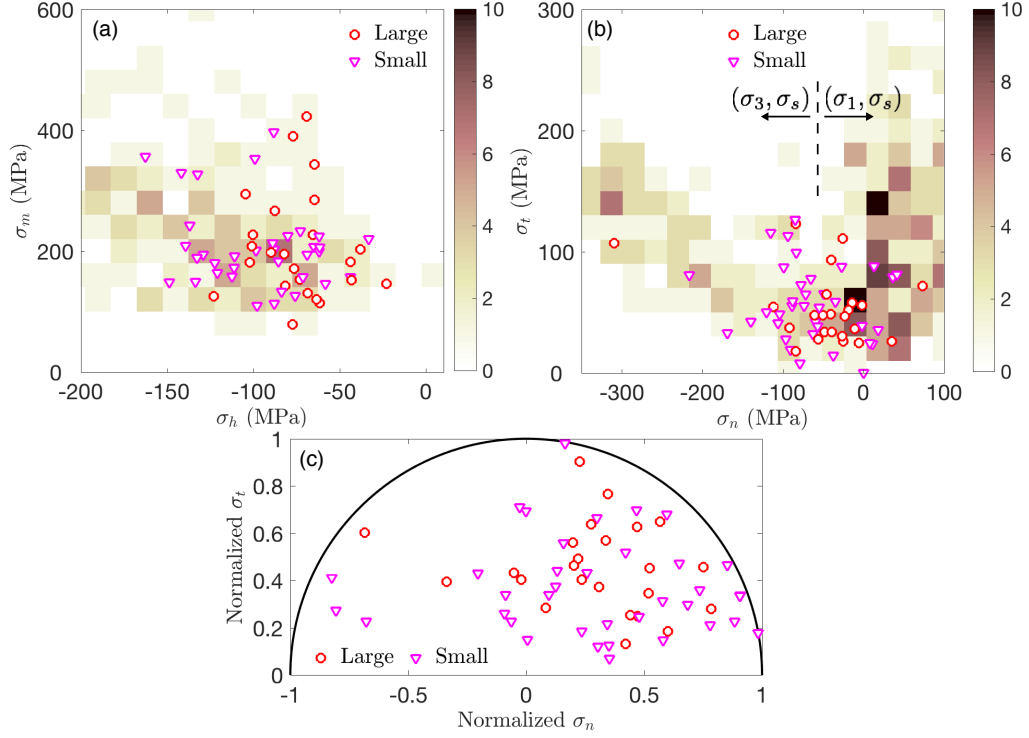 (a)
Large
Small
600
400
200
0
-200
-150
-100
-50
0
σm (MPa)
σh (MPa)
10
8
6
4
2
0
(b)
Large
Small
(σ3, σs)
(σ1, σs)
300
200
100
0
-300
-200
-100
0
100
σt (MPa)
σn (MPa)
10
8
6
4
2
0
(c)
1
0.8
0.6
0.4
0.2
0
-1
-0.5
0
0.5
1
Normalized σt
Large
Small
Normalized σn